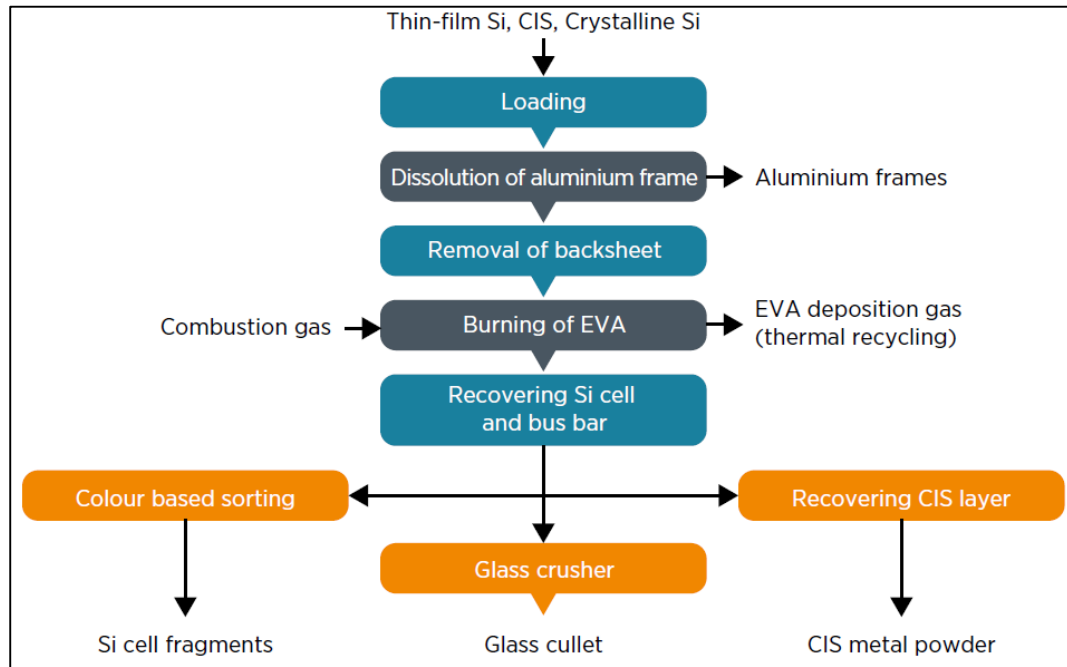 Thin-film Si, CIS, Crystalline Si
Loading
Dissolution of aluminium frame
Aluminium frames
Removal of backsheet
Combustion gas
Burning of EVA
EVA deposition gas
(thermal recycling)
Recovering Si cell
and bus bar
Colour based sorting
Recovering CIS layer
Glass crusher
Si cell fragments
Glass cullet
CIS metal powder